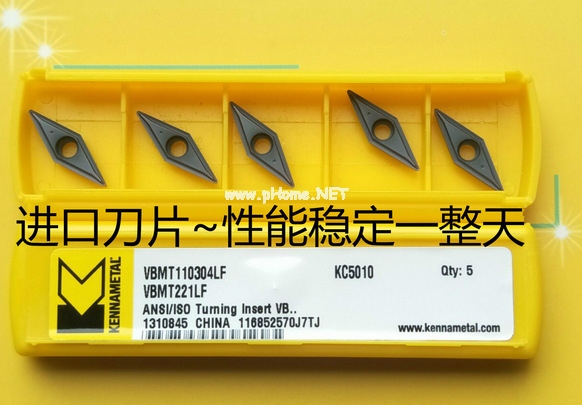 www.pHome.NET
进口刀片~性能稳定一整天
KENNAMETAL
VBMT110304LF KC5010 Qty: 5
VBMT221LF
ANSI/ISO Turning Insert VB..
1310845 CHINA 116852570J7TJ
www.kennametal.com